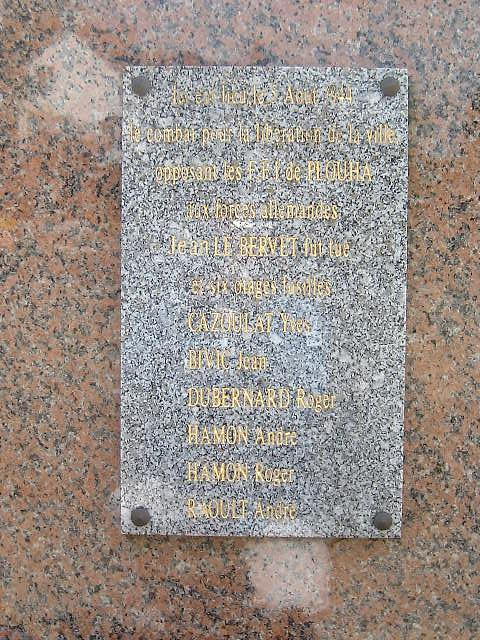 Ici eut lieu le 5 Août 1944
le combat pour la libération de la ville
opposant les F.F.I de PLOUHA
aux forces allemandes
Jean LE BERVET fut tué
et six otages fusillés
CAZOULAT Yves
BIVIC Jean
DUBERNARD Roger
HAMON André
HAMON Roger
RAOULT André